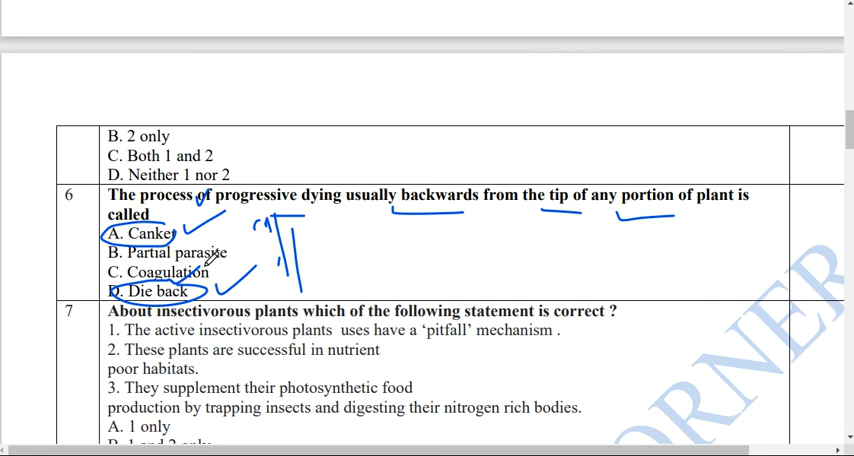 B. 2 only
C. Both 1 and 2
D. Neither 1 nor 2
6
The process of progressive dying usually backwards from the tip of any portion of plant is
called
A. Canker
B. Partial parasite
C. Coagulation
D. Die back
7
About insectivorous plants which of the following statement is correct ?
1. The active insectivorous plants uses have a ‘pitfall’ mechanism .
2. These plants are successful in nutrient
poor habitats.
3. They supplement their photosynthetic food
production by trapping insects and digesting their nitrogen rich bodies.
A. 1 only
ORNER